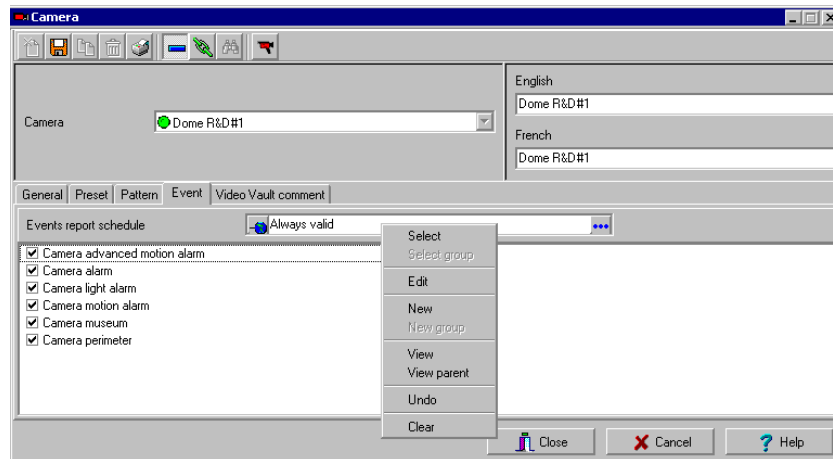 Camera
English
Dome R&D#1
Camera
Dome R&D#1
French
Dome R&D#1
General Preset Pattern Event Video Vault comment
Events report schedule
Always valid
Camera advanced motion alarm
Camera alarm
Camera light alarm
Camera motion alarm
Camera museum
Camera perimeter
Select
Select group
Edit
New
New group
View
View parent
Undo
Clear
Close
Cancel
Help